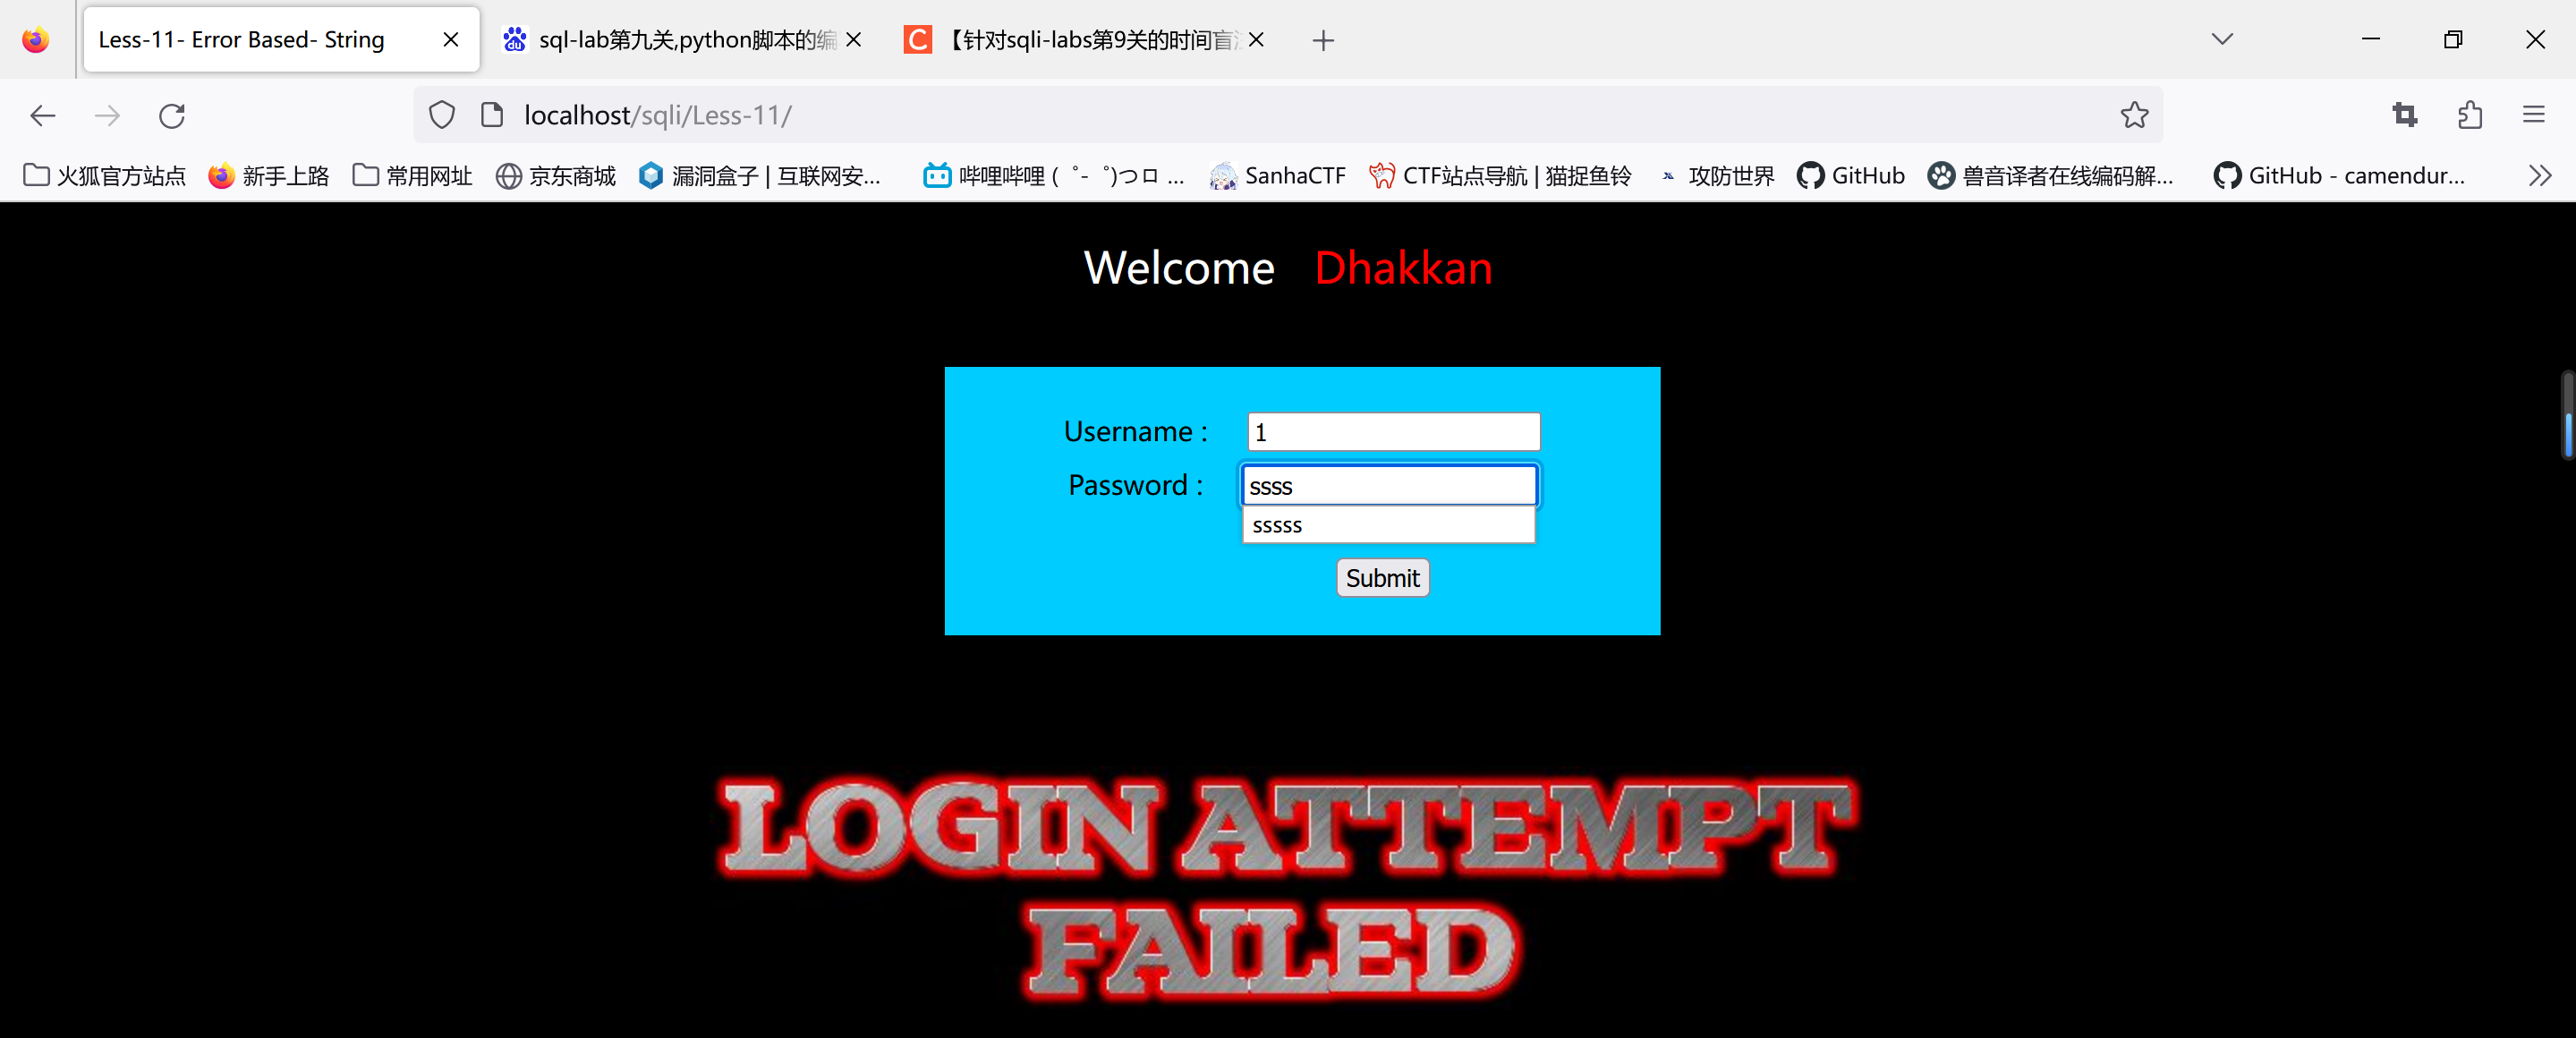 Less-11- Error Based- String
sql-lab第九关,python脚本的编
【针对sqli-labs第9关的时间盲注
localhost/sqli/Less-11/
火狐官方站点 新手上路 常用网址 京东商城 漏洞盒子 | 互联网安... 哔哩哔哩 ( ゜- ゜)つロ ... SanhaCTF CTF站点导航 | 猫捉鱼铃 攻防世界 GitHub 兽音译者在线编码解... GitHub - camendur...
Welcome Dhakkan
Username : 1
Password : ssss
sssss
Submit
LOGIN ATTEMPT
FAILED